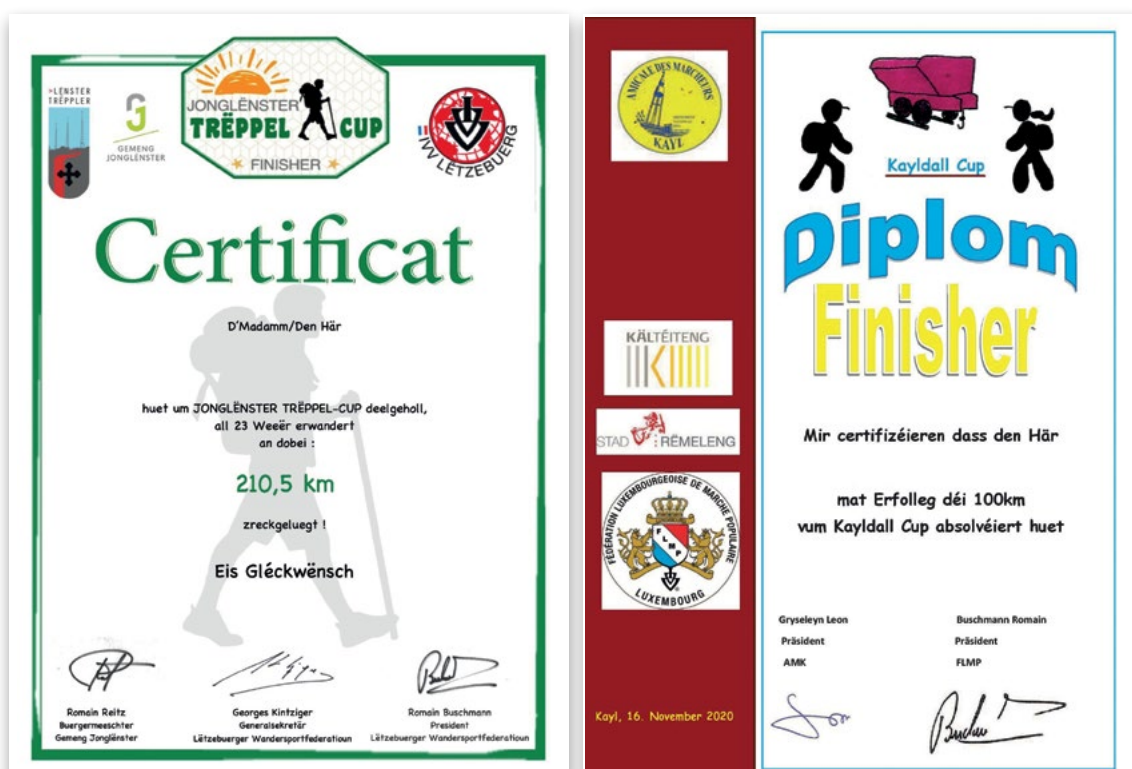 LËNSTER
TRËPPLER
GEMENG
JONGLËNSTER
JONGLËNSTER
TRËPPEL CUP
FINISHER
IVV LËTZEBUERG
Certificat
D'Madamm/Den Här
huet um JONGLËNSTER TRËPPEL-CUP deelgeholl,
all 23 Weeër erwandert
an dobei :
210,5 km
zreckgeluegt !
Eis Gléckwënsch
Romain Reitz
Buergermeeschter
Gemeng Jonglënster
Georges Kintziger
Generalsekretär
Lëtzebuerger Wandersportfederatioun
Romain Buschmann
President
Lëtzebuerger Wandersportfederatioun
AMICALE DES MARCHEURS
KAYL
KÄLTÉITENG
STAD RËMELENG
FÉDÉRATION LUXEMBOURGEOISE DE MARCHE POPULAIRE
FLMP
LUXEMBOURG
Kayl, 16. November 2020
Kayldall Cup
Diplom
Finisher
Mir certifizéieren dass den Här
mat Erfolleg déi 100km
vum Kayldall Cup absolvéiert huet
Gryseleyn Leon
Präsident
AMK
Buschmann Romain
Präsident
FLMP